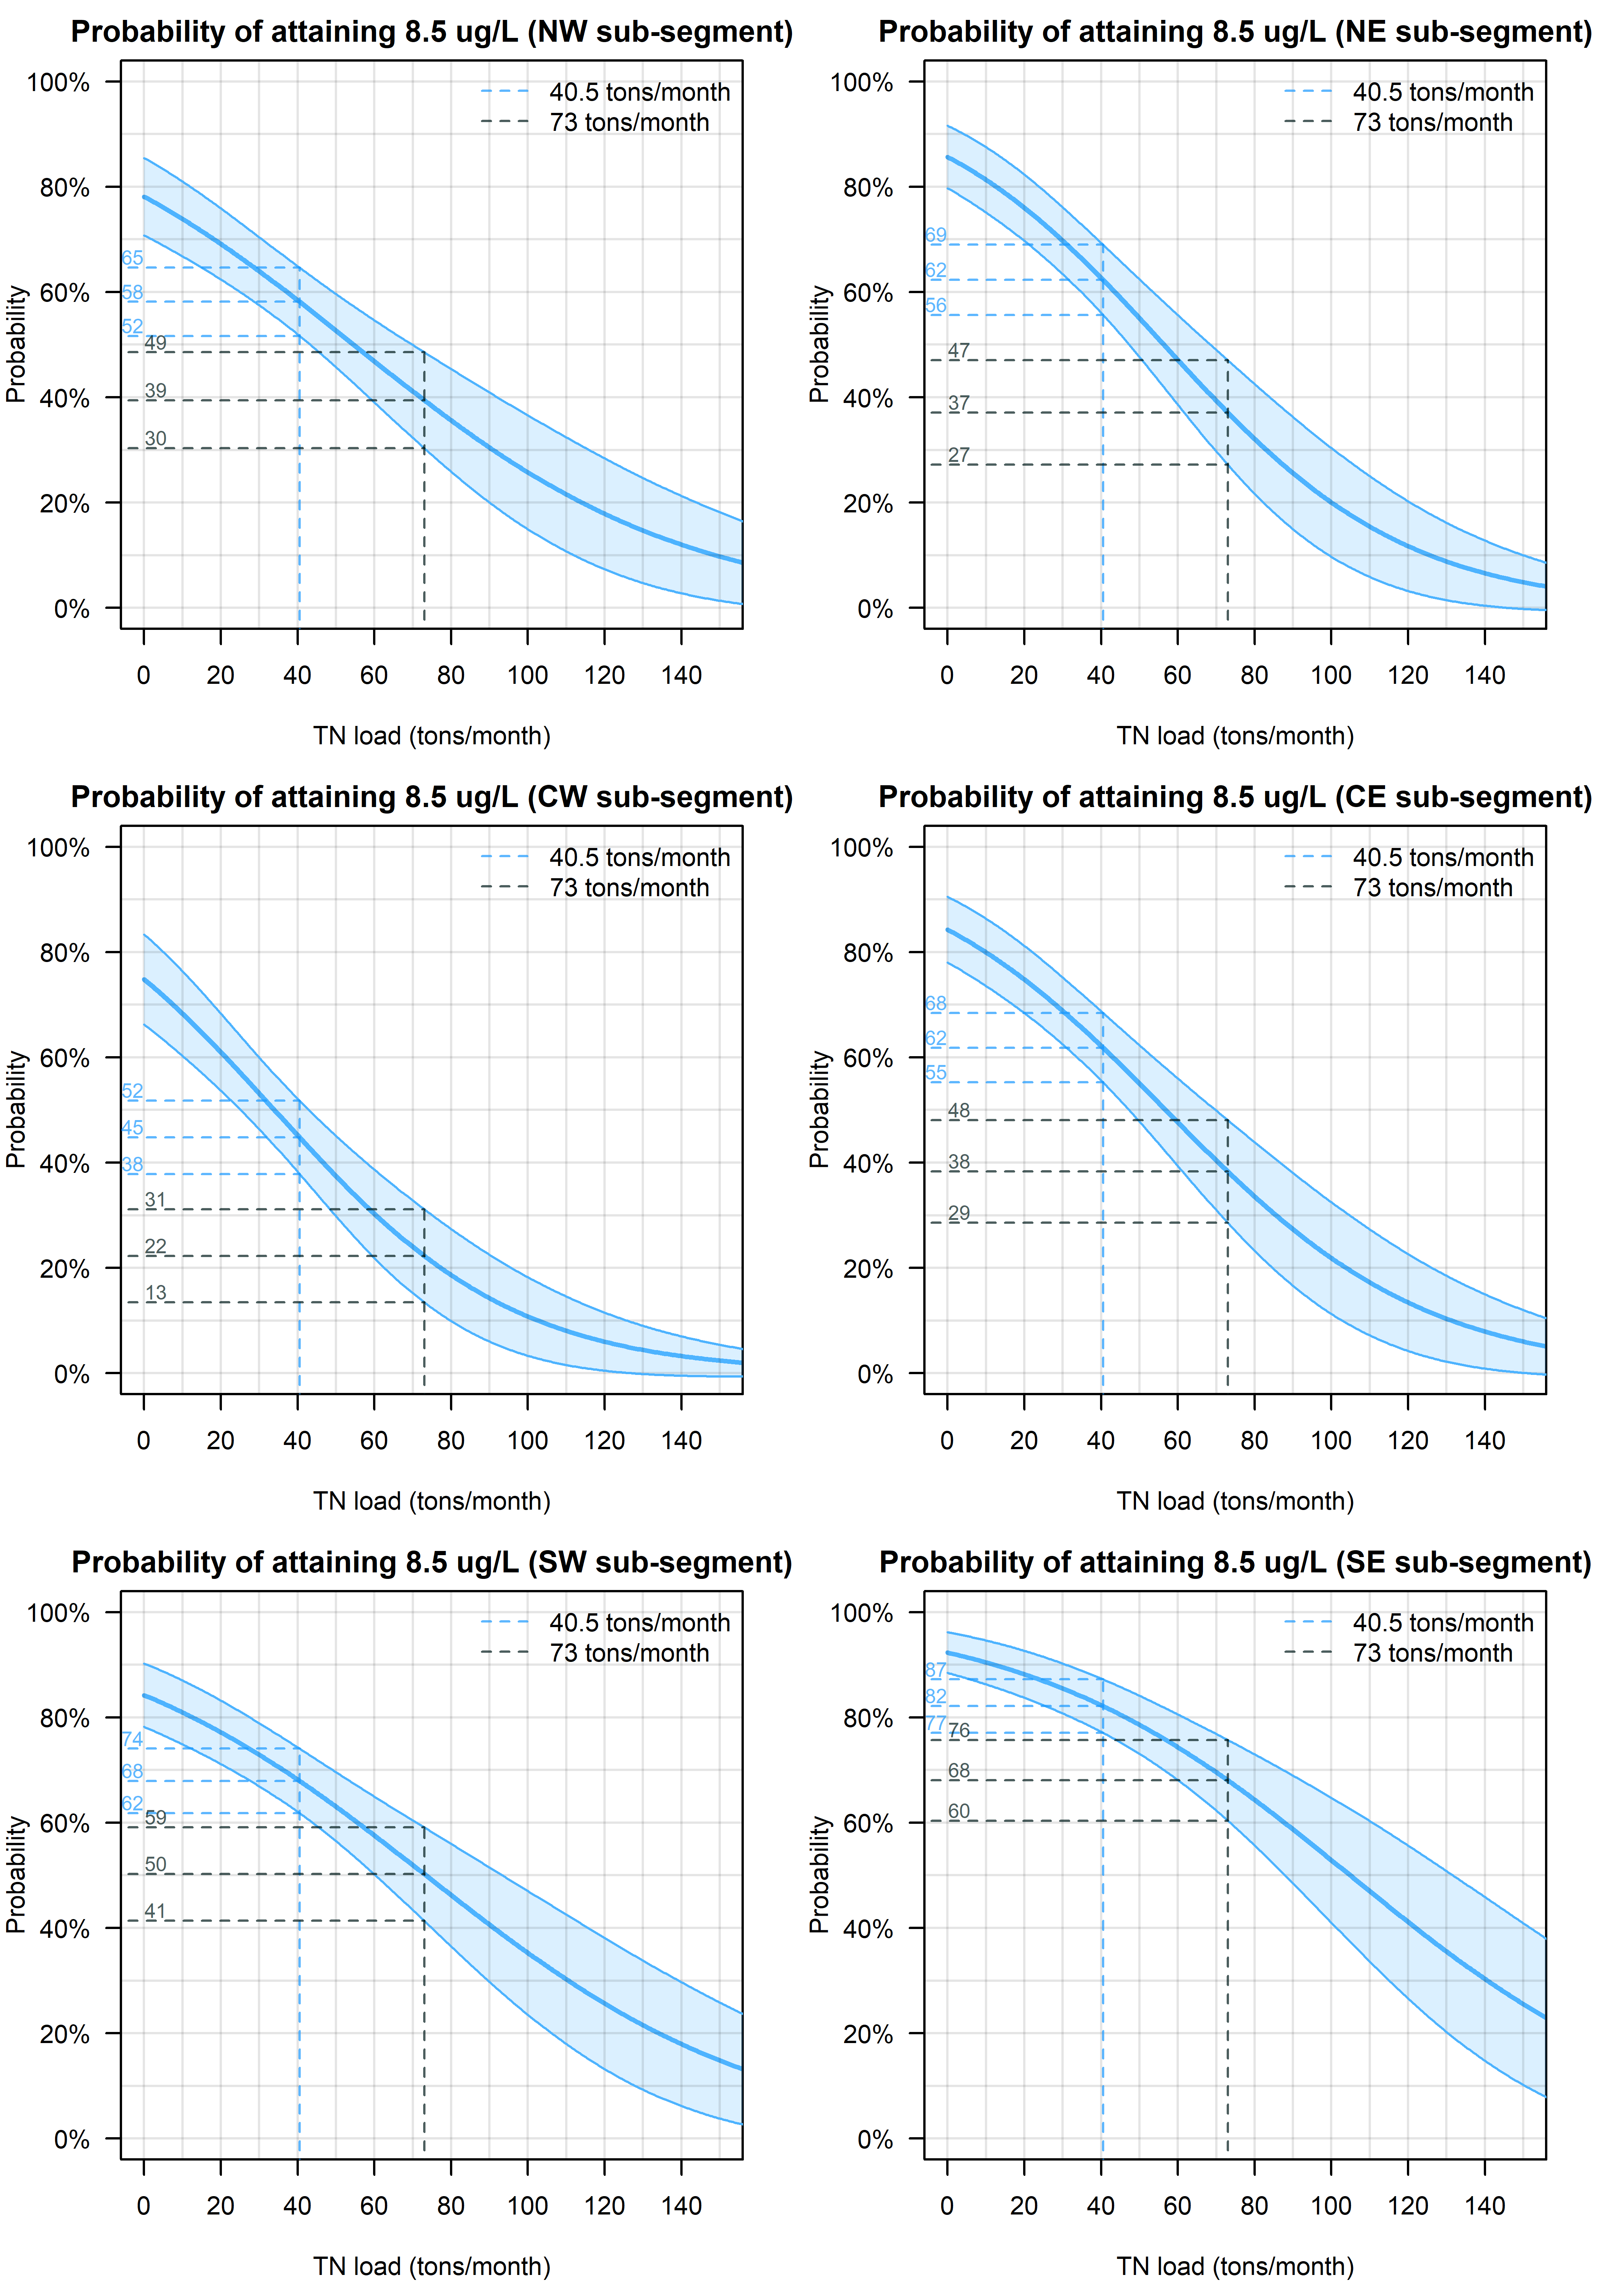 Probability of attaining 8.5 ug/L (NW sub-segment)
100%
80%
60%
40%
20%
0%
Probability
40.5 tons/month
73 tons/month
65
58
52
49
39
30
0 20 40 60 80 100 120 140
TN load (tons/month)
Probability of attaining 8.5 ug/L (NE sub-segment)
100%
80%
60%
40%
20%
0%
Probability
40.5 tons/month
73 tons/month
69
62
56
47
37
27
0 20 40 60 80 100 120 140
TN load (tons/month)
Probability of attaining 8.5 ug/L (CW sub-segment)
100%
80%
60%
40%
20%
0%
Probability
40.5 tons/month
73 tons/month
52
45
38
31
22
13
0 20 40 60 80 100 120 140
TN load (tons/month)
Probability of attaining 8.5 ug/L (CE sub-segment)
100%
80%
60%
40%
20%
0%
Probability
40.5 tons/month
73 tons/month
68
62
55
48
38
29
0 20 40 60 80 100 120 140
TN load (tons/month)
Probability of attaining 8.5 ug/L (SW sub-segment)
100%
80%
60%
40%
20%
0%
Probability
40.5 tons/month
73 tons/month
74
68
62
59
50
41
0 20 40 60 80 100 120 140
TN load (tons/month)
Probability of attaining 8.5 ug/L (SE sub-segment)
100%
80%
60%
40%
20%
0%
Probability
40.5 tons/month
73 tons/month
87
82
77
76
68
60
0 20 40 60 80 100 120 140
TN load (tons/month)